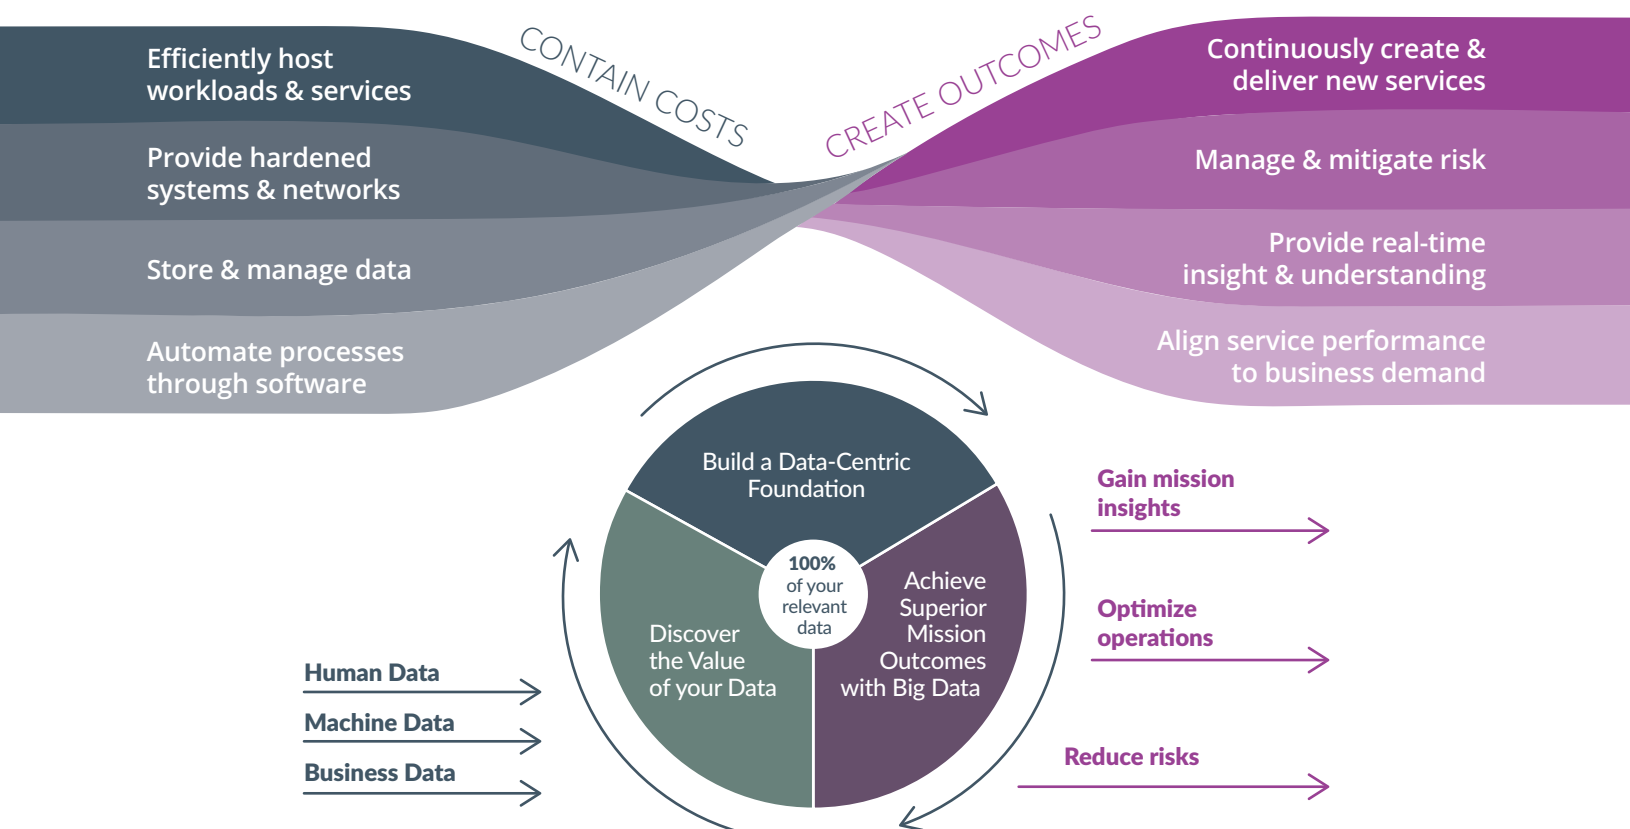 CONTAIN COSTS
CREATE OUTCOMES
Efficiently host
workloads & services
Provide hardened
systems & networks
Store & manage data
Automate processes
through software
Continuously create &
deliver new services
Manage & mitigate risk
Provide real-time
insight & understanding
Align service performance
to business demand
Build a Data-Centric
Foundation
100%
of your
relevant
data
Discover
the Value
of your Data
Achieve
Superior
Mission
Outcomes
with Big Data
Human Data
Machine Data
Business Data
Gain mission
insights
Optimize
operations
Reduce risks